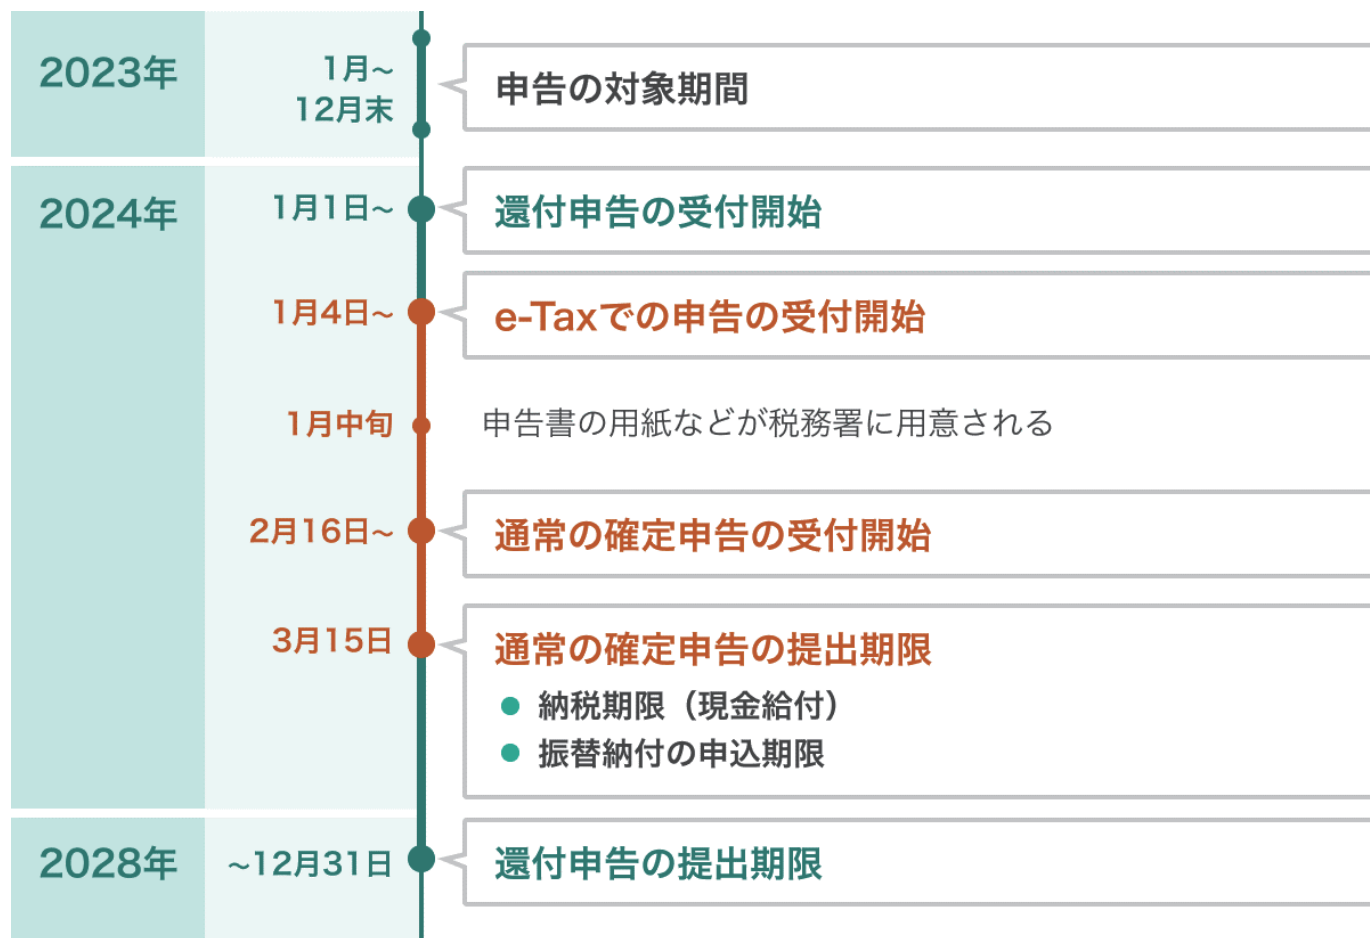 2023年
1月~
12月末
申告の対象期間
2024年
1月1日~
還付申告の受付開始
1月4日~
e-Taxでの申告の受付開始
1月中旬
申告書の用紙などが税務署に用意される
2月16日~
通常の確定申告の受付開始
3月15日
通常の確定申告の提出期限
納税期限（現金給付）
振替納付の申込期限
2028年
~12月31日
還付申告の提出期限